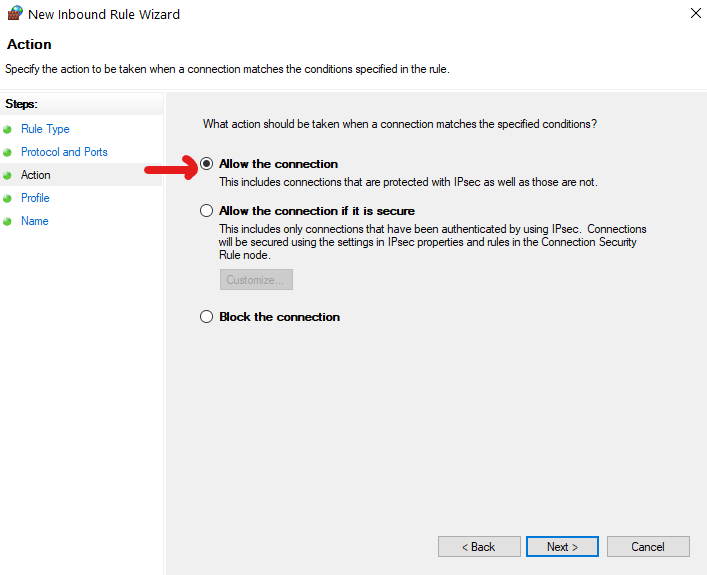 New Inbound Rule Wizard
Action
Specify the action to be taken when a connection matches the conditions specified in the rule.
Steps:
Rule Type
Protocol and Ports
Action
Profile
Name
What action should be taken when a connection matches the specified conditions?
Allow the connection
This includes connections that are protected with IPsec as well as those are not.
Allow the connection if it is secure
This includes only connections that have been authenticated by using IPsec. Connections
will be secured using the settings in IPsec properties and rules in the Connection Security
Rule node.
Customize...
Block the connection
< Back
Next >
Cancel